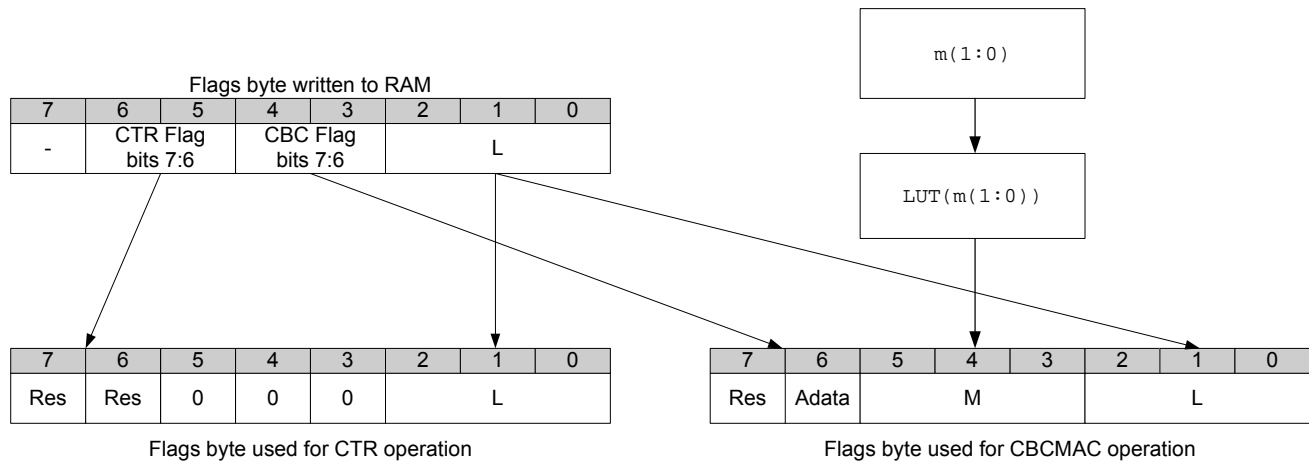 m(1:0)
Flags byte written to RAM
7 6 5 4 3 2 1 0
- CTR Flag bits 7:6 CBC Flag bits 7:6 L
LUT(m(1:0))
7 6 5 4 3 2 1 0
Res Res 0 0 0 L
Flags byte used for CTR operation
7 6 5 4 3 2 1 0
Res Adata M L
Flags byte used for CBCMAC operation